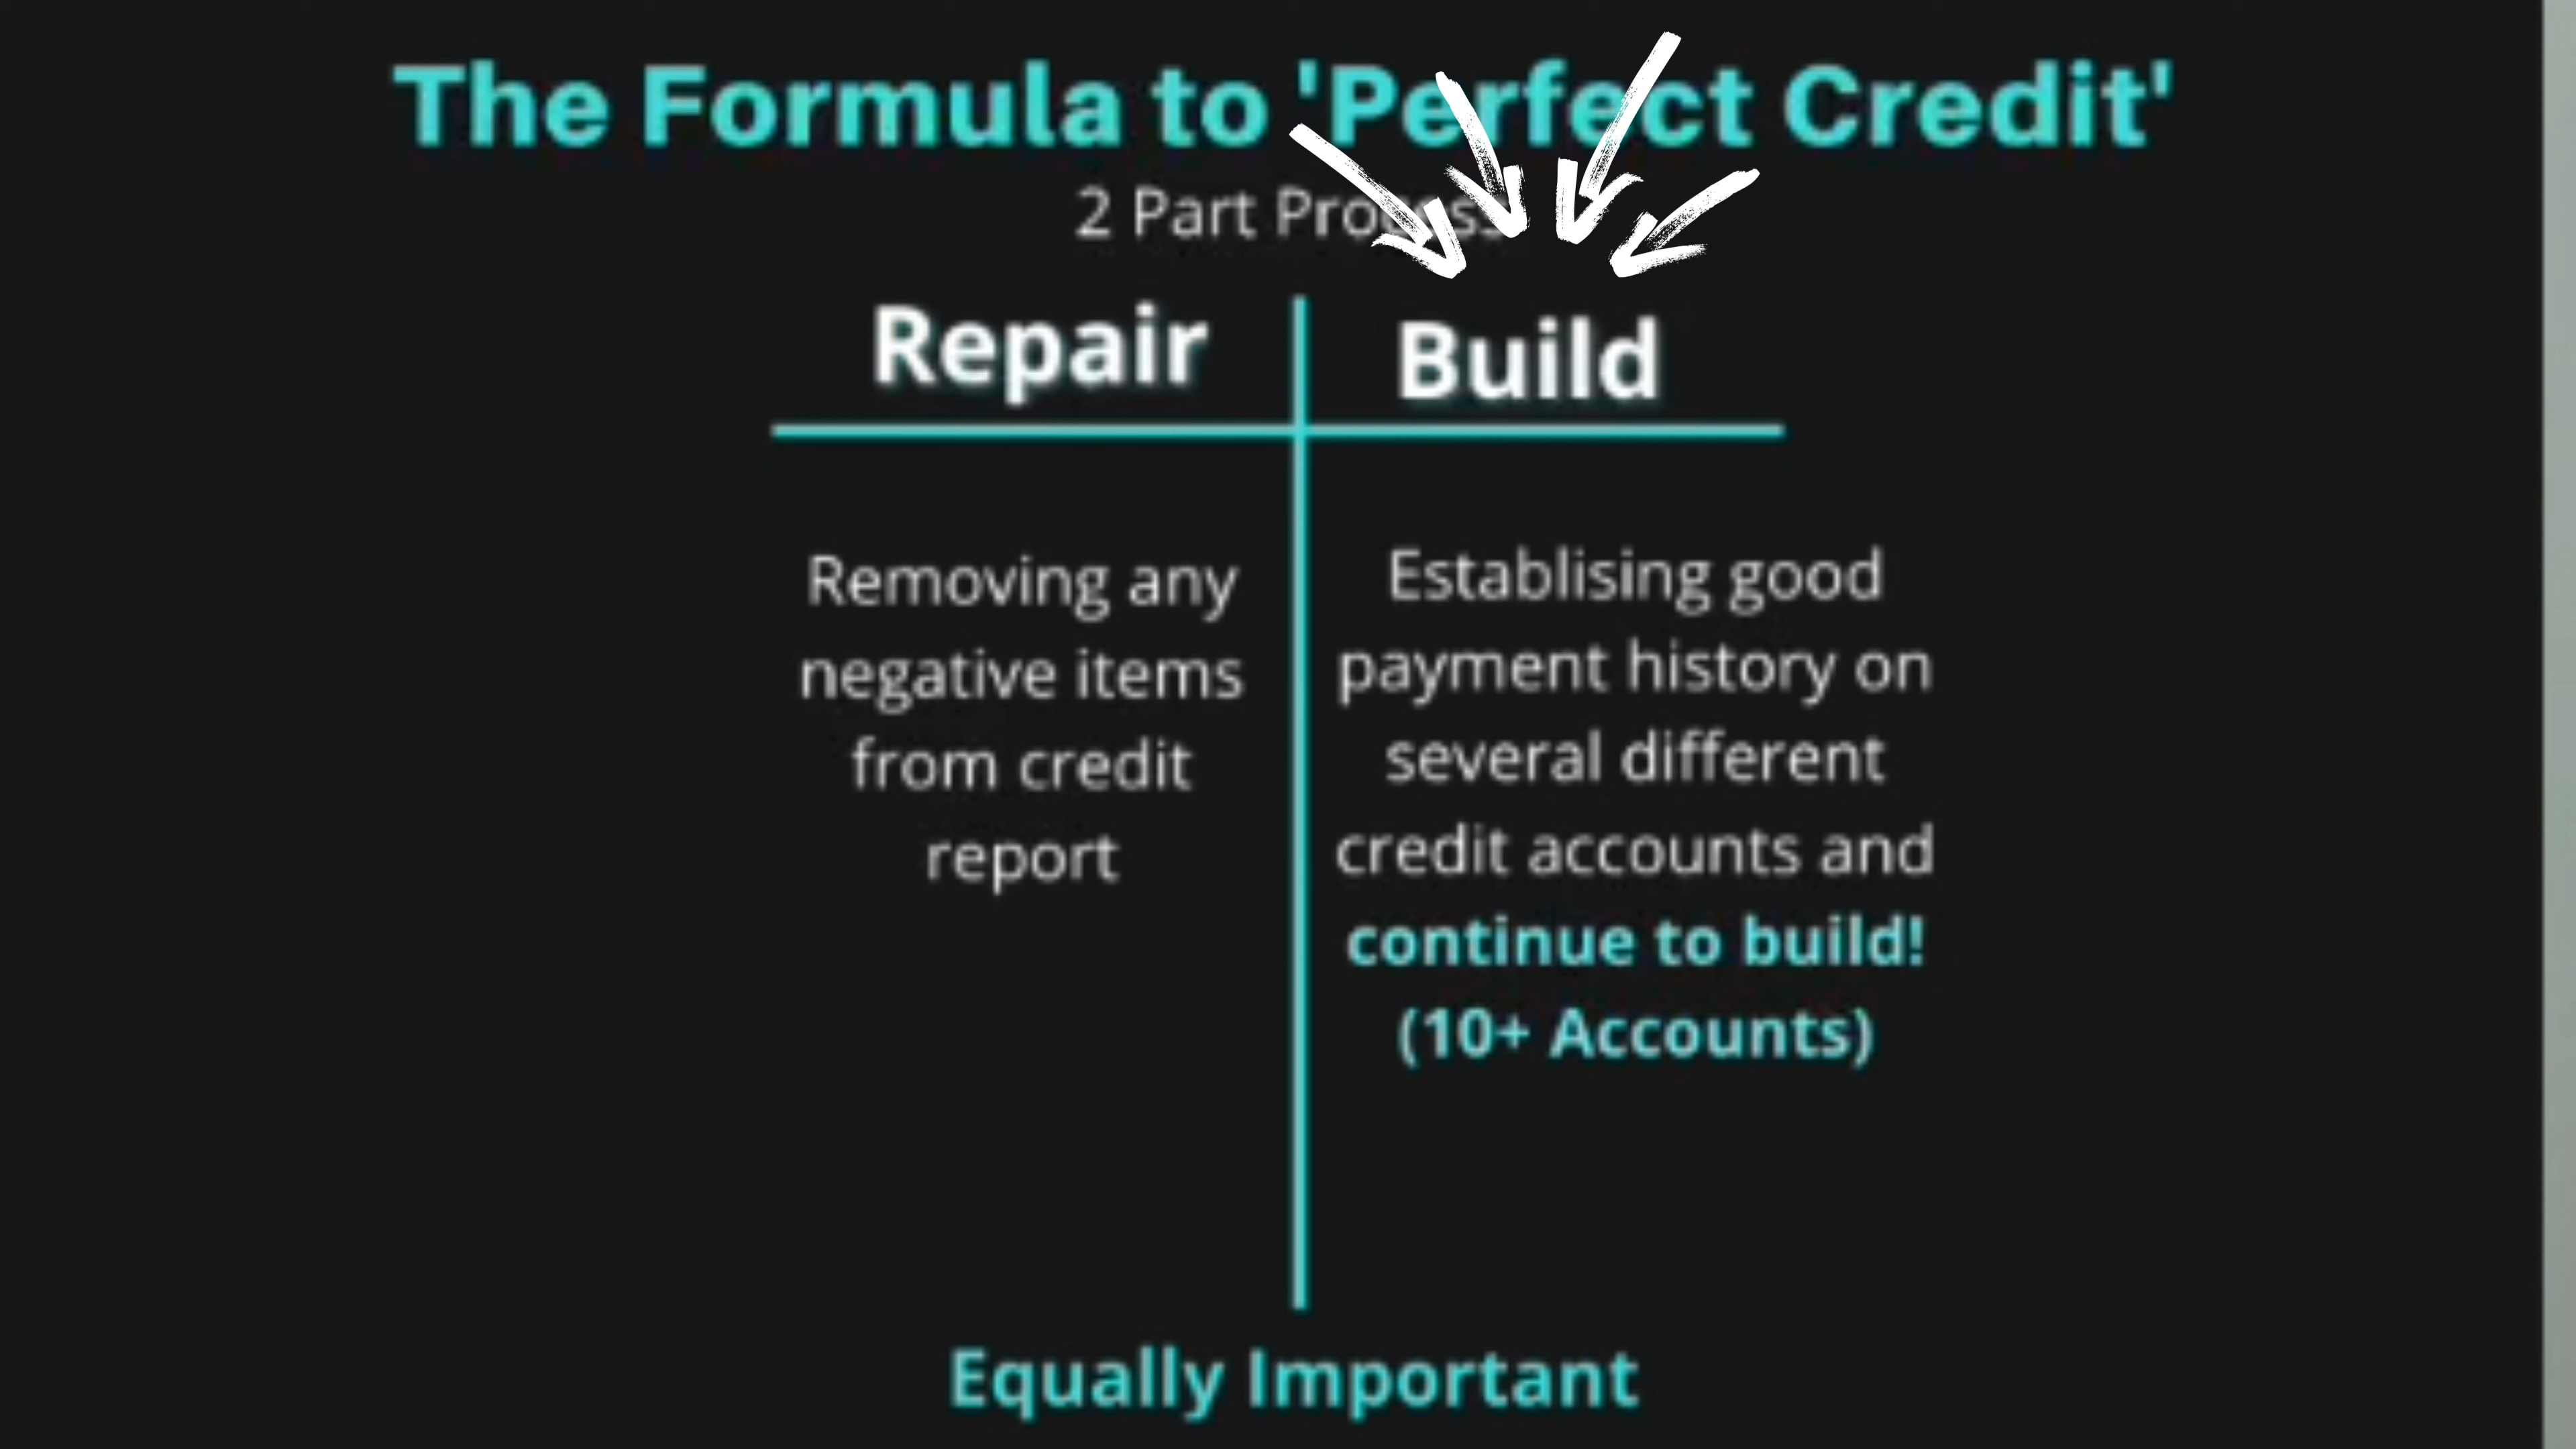 The Formula to 'Perfect Credit'
2 Part Process
Repair
Build
Removing any
negative items
from credit
report
Establising good
payment history on
several different
credit accounts and
continue to build!
(10+ Accounts)
Equally Important